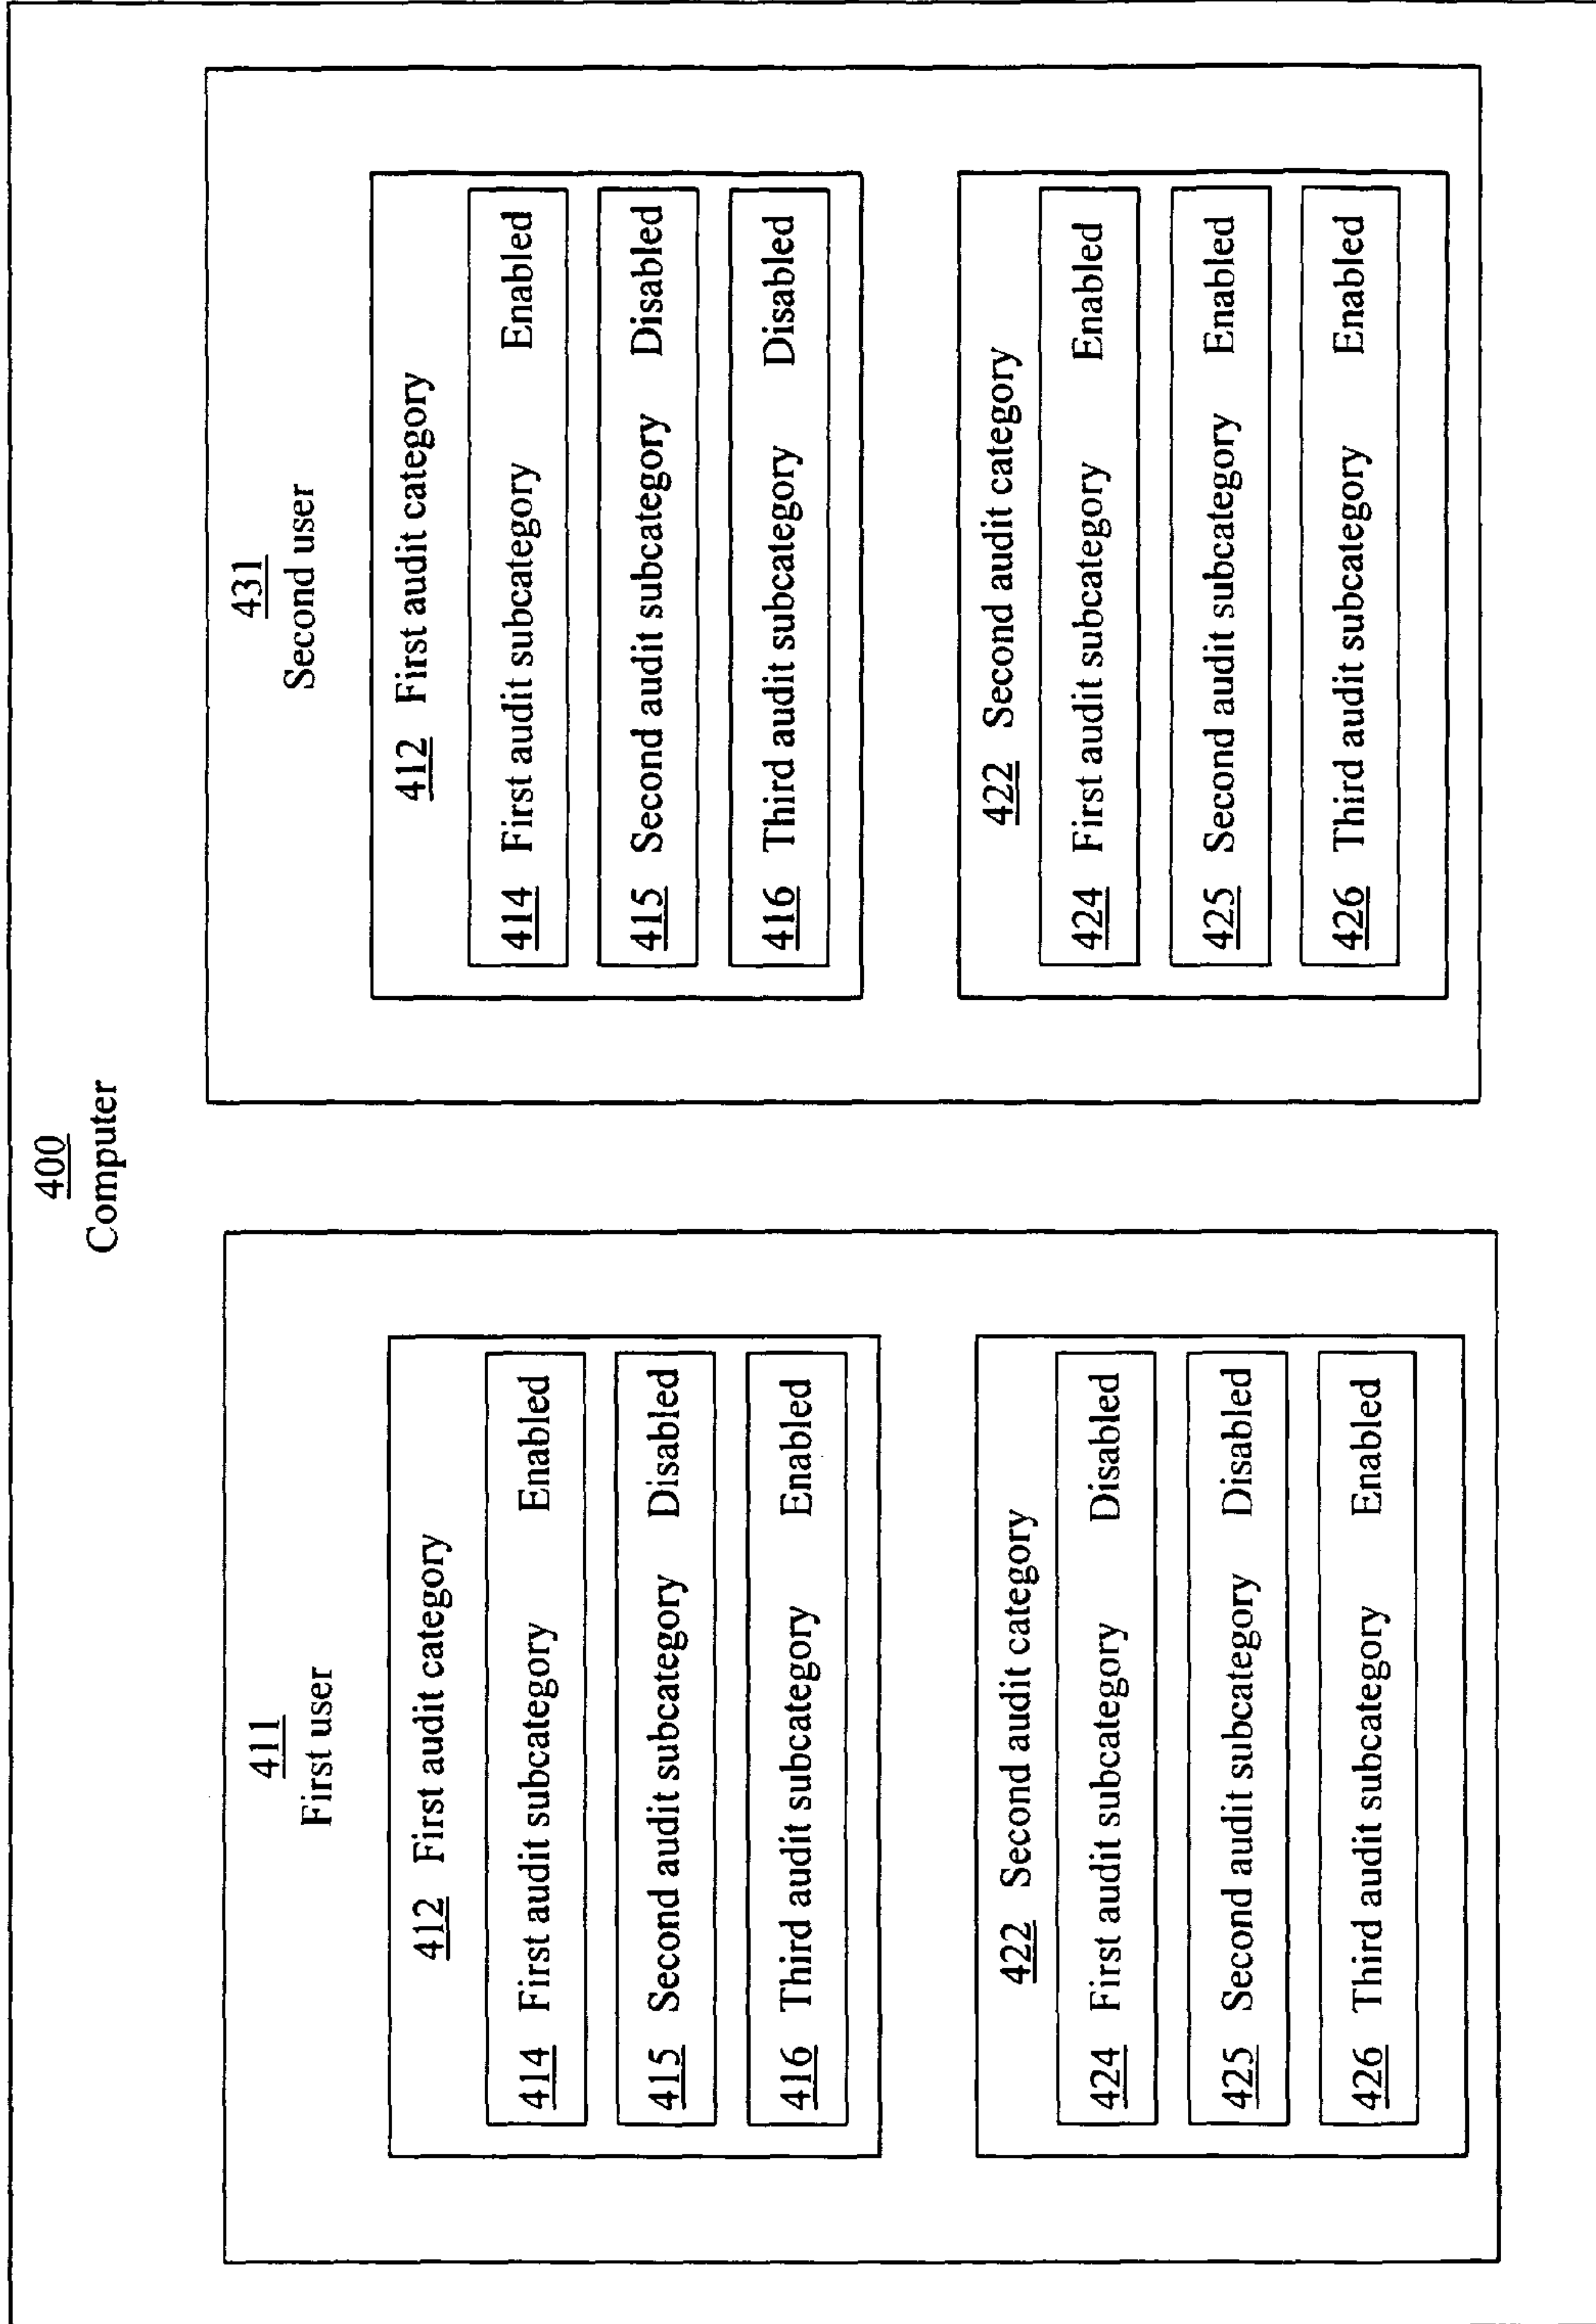 400
Computer
411
First user
412 First audit category
414 First audit subcategory Enabled
415 Second audit subcategory Disabled
416 Third audit subcategory Enabled
422 Second audit category
424 First audit subcategory Disabled
425 Second audit subcategory Disabled
426 Third audit subcategory Enabled
431
Second user
412 First audit category
414 First audit subcategory Enabled
415 Second audit subcategory Disabled
416 Third audit subcategory Disabled
422 Second audit category
424 First audit subcategory Enabled
425 Second audit subcategory Enabled
426 Third audit subcategory Enabled